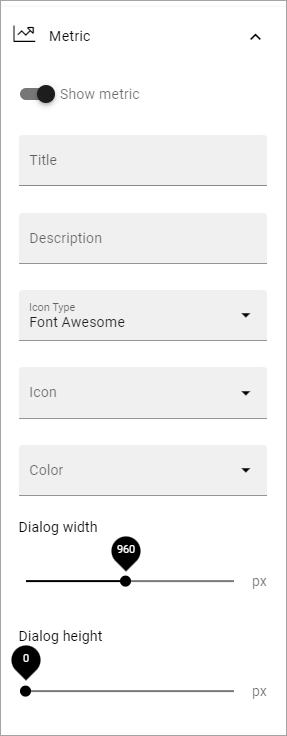 Metric
Show metric
Title
Description
Icon Type
Font Awesome
Icon
Color
Dialog width
960
px
Dialog height
0
px